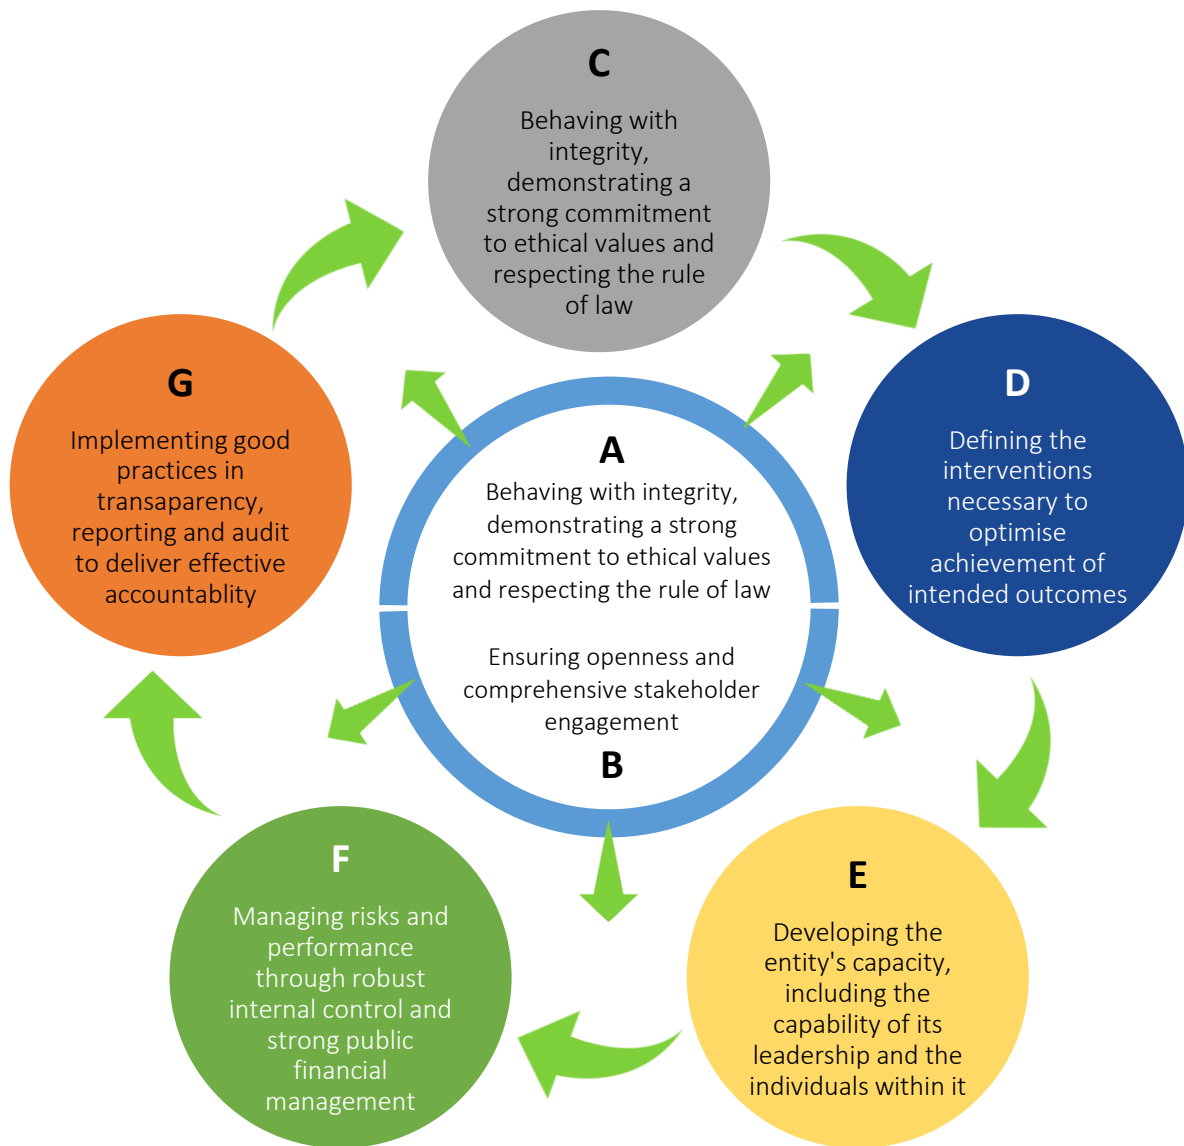 C
Behaving with
integrity,
demonstrating a
strong commitment
to ethical values and
respecting the rule
of law
G
Implementing good
practices in
transaparency,
reporting and audit
to deliver effective
accountablity
A
Behaving with integrity,
demonstrating a strong
commitment to ethical values
and respecting the rule of law
Ensuring openness and
comprehensive stakeholder
engagement
B
D
Defining the
interventions
necessary to
optimise
achievement of
intended outcomes
F
Managing risks and
performance
through robust
internal control and
strong public
financial
management
E
Developing the
entity's capacity,
including the
capability of its
leadership and the
individuals within it